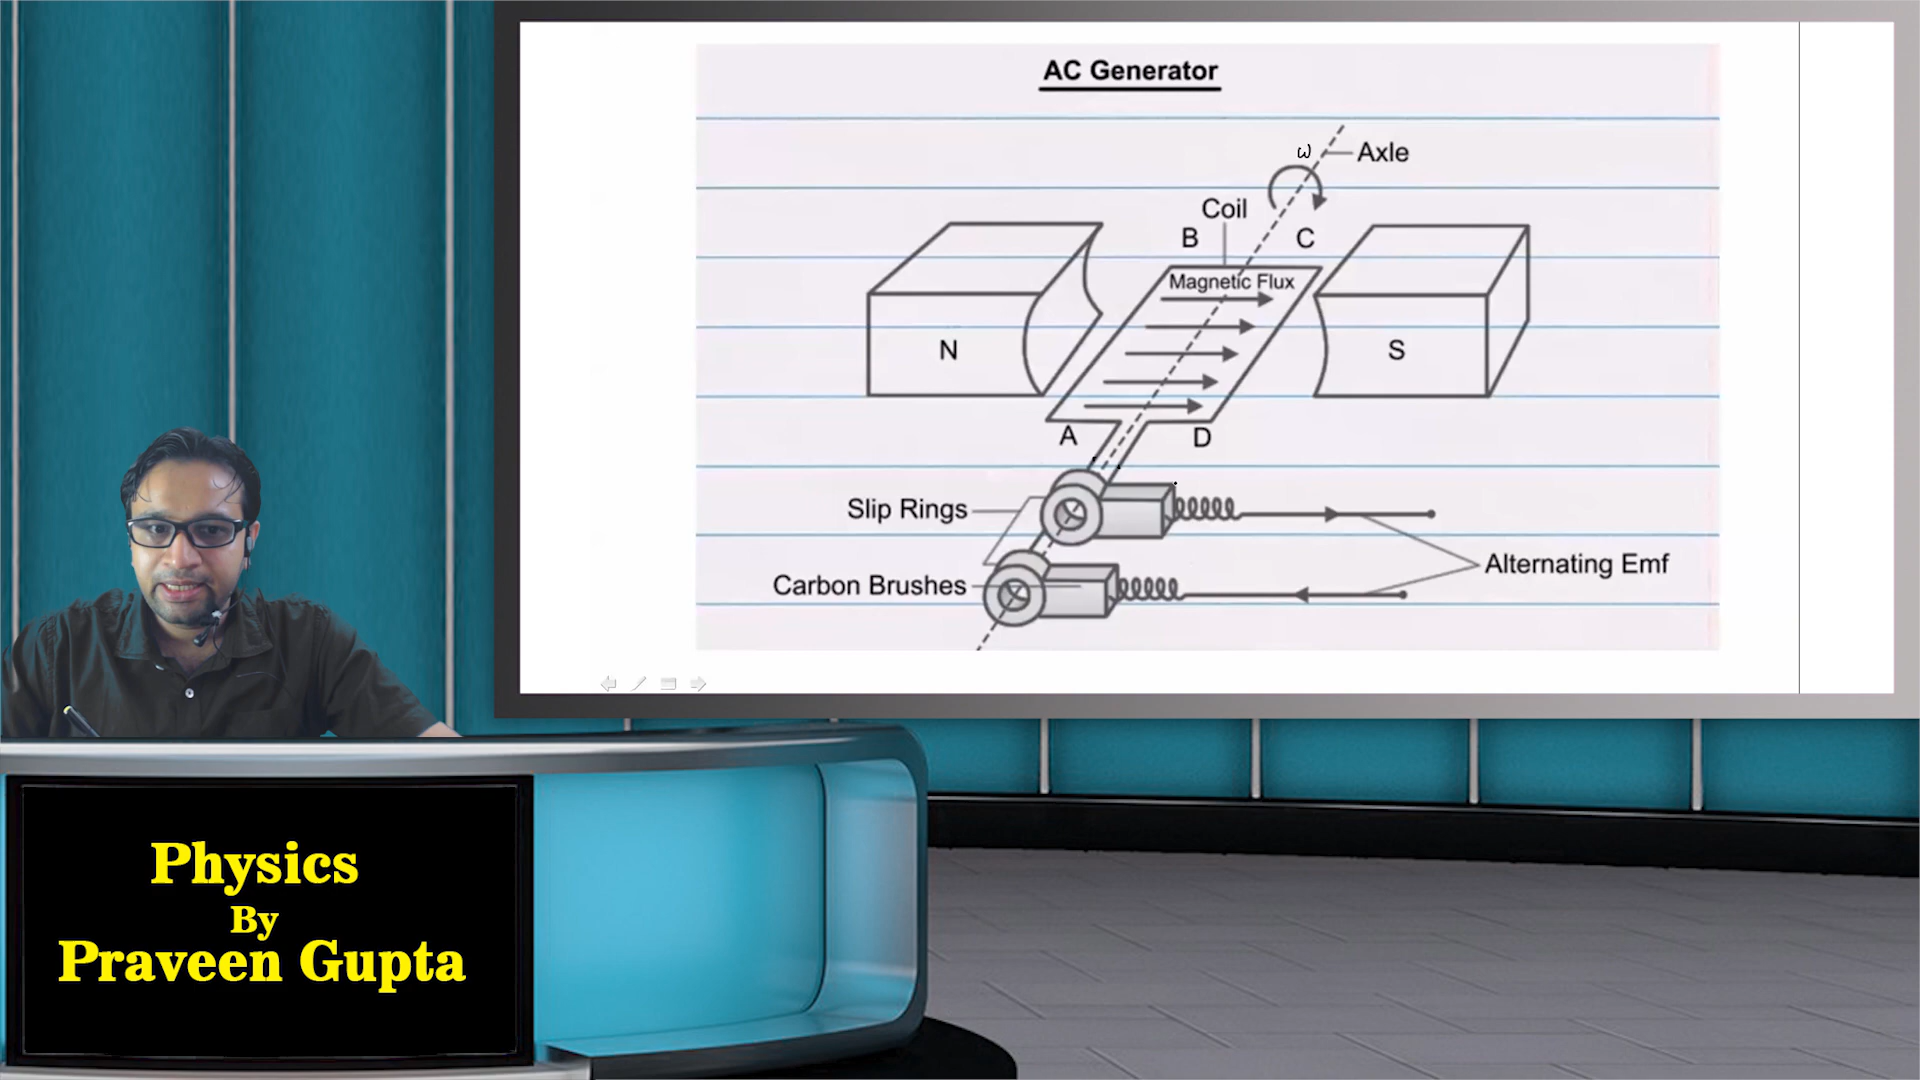 AC Generator
ω
Axle
Coil
B
C
Magnetic Flux
N
S
A
D
Slip Rings
Alternating Emf
Carbon Brushes
Physics
By
Praveen Gupta